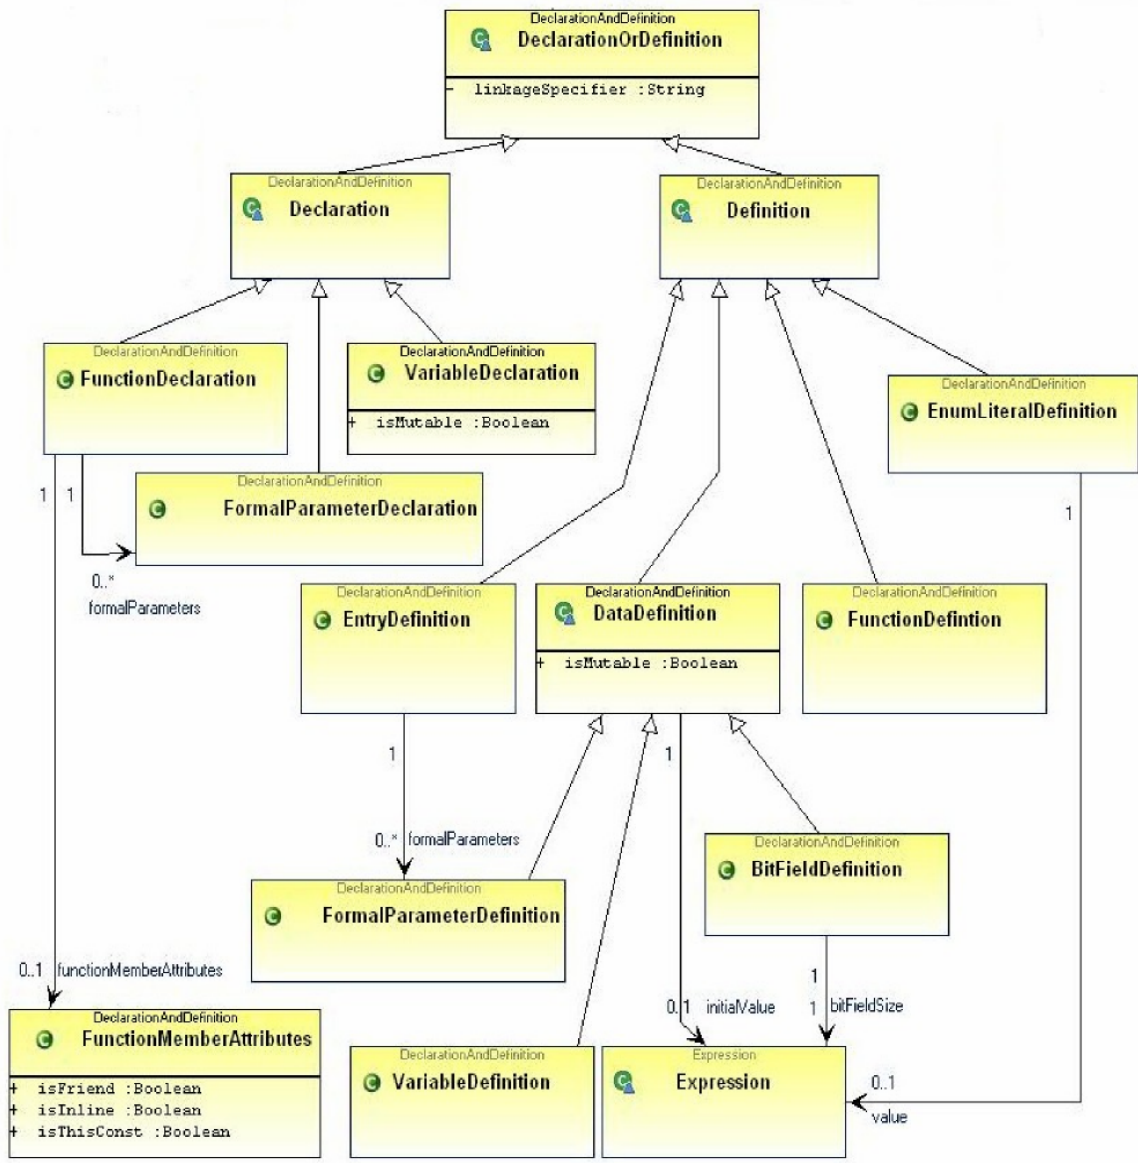 DeclarationAndDefinition
DeclarationOrDefinition
- linkageSpecifier :String
DeclarationAndDefinition
Declaration
DeclarationAndDefinition
Definition
DeclarationAndDefinition
FunctionDeclaration
DeclarationAndDefinition
VariableDeclaration
+ isMutable :Boolean
DeclarationAndDefinition
EnumLiteralDefinition
1
1
DeclarationAndDefinition
FormalParameterDeclaration
1
0..*
formalParameters
DeclarationAndDefinition
EntryDefinition
DeclarationAndDefinition
DataDefinition
+ isMutable :Boolean
DeclarationAndDefinition
FunctionDefintion
1
1
0..*
formalParameters
DeclarationAndDefinition
BitFieldDefinition
DeclarationAndDefinition
FormalParameterDefinition
0..1
functionMemberAttributes
1
0..1
initialValue
1
bitFieldSize
DeclarationAndDefinition
FunctionMemberAttributes
+ isFriend :Boolean
+ isInline :Boolean
+ isThisConst :Boolean
DeclarationAndDefinition
VariableDefinition
Expression
Expression
0..1
value